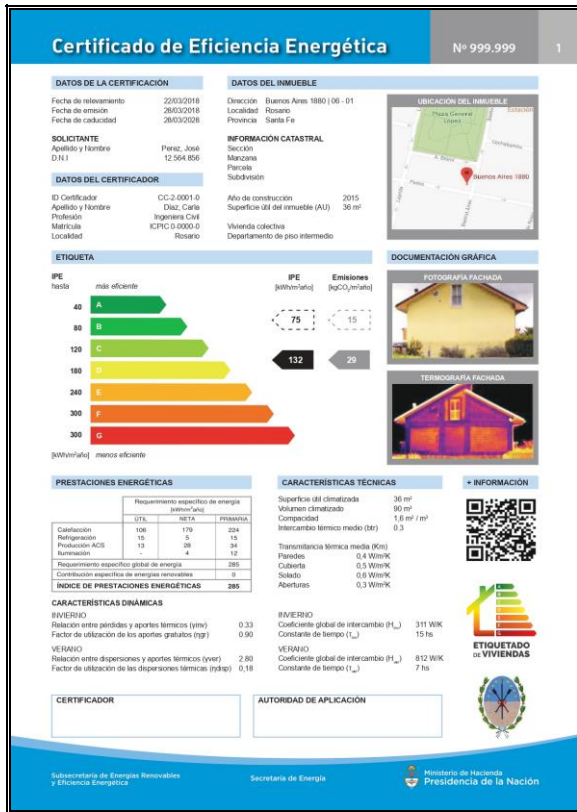 Certificado de Eficiencia Energética
Nº 999.999
1
DATOS DE LA CERTIFICACIÓN
Fecha de relevamiento 22/03/2018
Fecha de emisión 28/03/2018
Fecha de caducidad 28/03/2028
SOLICITANTE
Apellido y Nombre Perez, José
D.N.I 12.564.856
DATOS DEL CERTIFICADOR
ID Certificador CC-2-0001-0
Apellido y Nombre Díaz, Carla
Profesión Ingeniera Civil
Matrícula ICPIC 0-0000-0
Localidad Rosario
DATOS DEL INMUEBLE
Dirección Buenos Aires 1880 | 06 - 01
Localidad Rosario
Provincia Santa Fe
INFORMACIÓN CATASTRAL
Sección
Manzana
Parcela
Subdivisión
Año de construcción 2015
Superficie útil del inmueble (AU) 36 m²
Vivienda colectiva
Departamento de piso intermedio
UBICACIÓN DEL INMUEBLE
Plaza General
López
Buenos Aires 1880
ETIQUETA
IPE
hasta más eficiente
40 A
80 B
120 C
180 D
240 E
300 F
300 G
[kWh/m²año] menos eficiente
IPE
[kWh/m²año]
Emisiones
[kgCO₂/m²año]
75 15
132 29
DOCUMENTACIÓN GRÁFICA
FOTOGRAFÍA FACHADA
TERMOGRAFÍA FACHADA
PRESTACIONES ENERGÉTICAS
Requerimiento específico de energía
[kWh/m²año]
ÚTIL NETA PRIMARIA
Calefacción 106 179 224
Refrigeración 15 5 15
Producción ACS 13 28 34
Iluminación - 4 12
Requerimiento específico global de energía 285
Contribución específica de energías renovables 0
ÍNDICE DE PRESTACIONES ENERGÉTICAS 285
CARACTERÍSTICAS TÉCNICAS
Superficie útil climatizada 36 m²
Volumen climatizado 90 m²
Compacidad 1,6 m² / m³
Intercambio térmico medio (btr) 0.3
Transmitancia térmica media (Km)
Paredes 0,4 W/m²K
Cubierta 0,5 W/m²K
Solado 0,6 W/m²K
Aberturas 0,3 W/m²K
+ INFORMACIÓN
CARACTERÍSTICAS DINÁMICAS
INVIERNO
Relación entre pérdidas y aportes térmicos (yinv) 0.33
Factor de utilización de los aportes gratuitos (ηgr) 0.90
VERANO
Relación entre dispersiones y aportes térmicos (yver) 2.80
Factor de utilización de las dispersiones térmicas (ηdisp) 0,18
INVIERNO
Coeficiente global de intercambio 311 W/K
Constante de tiempo 15 hs
VERANO
Coeficiente global de intercambio 812 W/K
Constante de tiempo 7 hs
ETIQUETADO
DE VIVIENDAS
CERTIFICADOR
AUTORIDAD DE APLICACIÓN
Subsecretaría de Energías Renovables
y Eficiencia Energética
Secretaría de Energía
Ministerio de Hacienda
Presidencia de la Nación